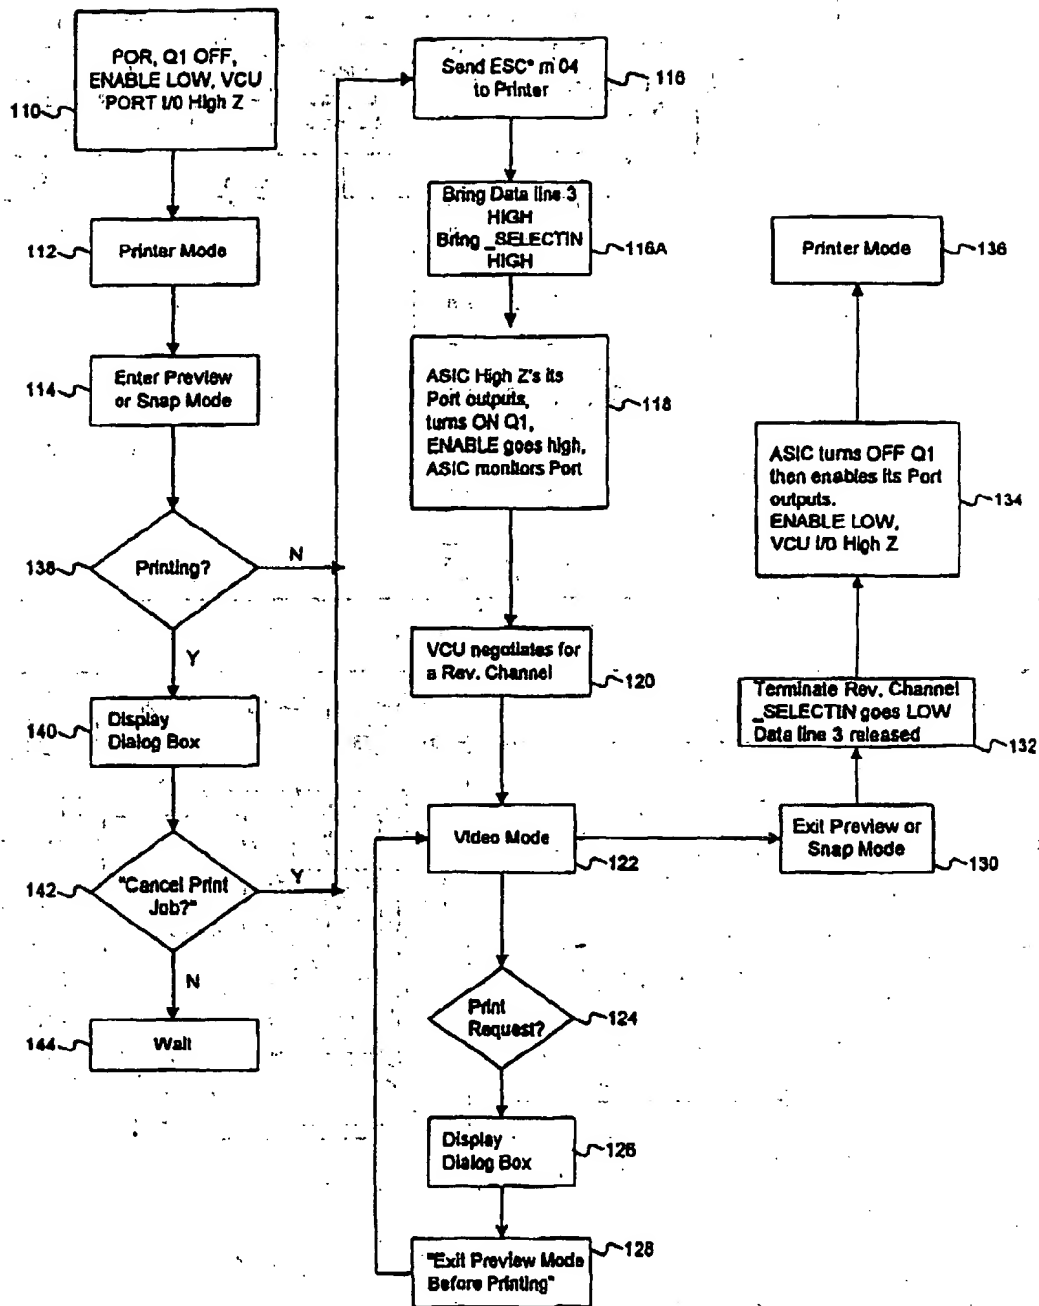 POR, Q1 OFF,
ENABLE LOW, VCU
PORT I/O High Z
110
Printer Mode
112
Enter Preview
or Snap Mode
114
Printing?
138
N
Y
Display
Dialog Box
140
"Cancel Print
Job?"
142
Y
N
Wait
144
Send ESC* m 04
to Printer
116
Bring Data line 3
HIGH
Bring _SELECTIN
HIGH
116A
ASIC High Z's its
Port outputs,
turns ON Q1,
ENABLE goes high,
ASIC monitors Port
118
VCU negotiates for
a Rev. Channel
120
Video Mode
122
Print
Request?
124
Display
Dialog Box
126
"Exit Preview Mode
Before Printing"
128
Exit Preview or
Snap Mode
130
Terminate Rev. Channel
_SELECTIN goes LOW
Data line 3 released
132
ASIC turns OFF Q1
then enables its Port
outputs.
ENABLE LOW,
VCU I/O High Z
134
Printer Mode
136